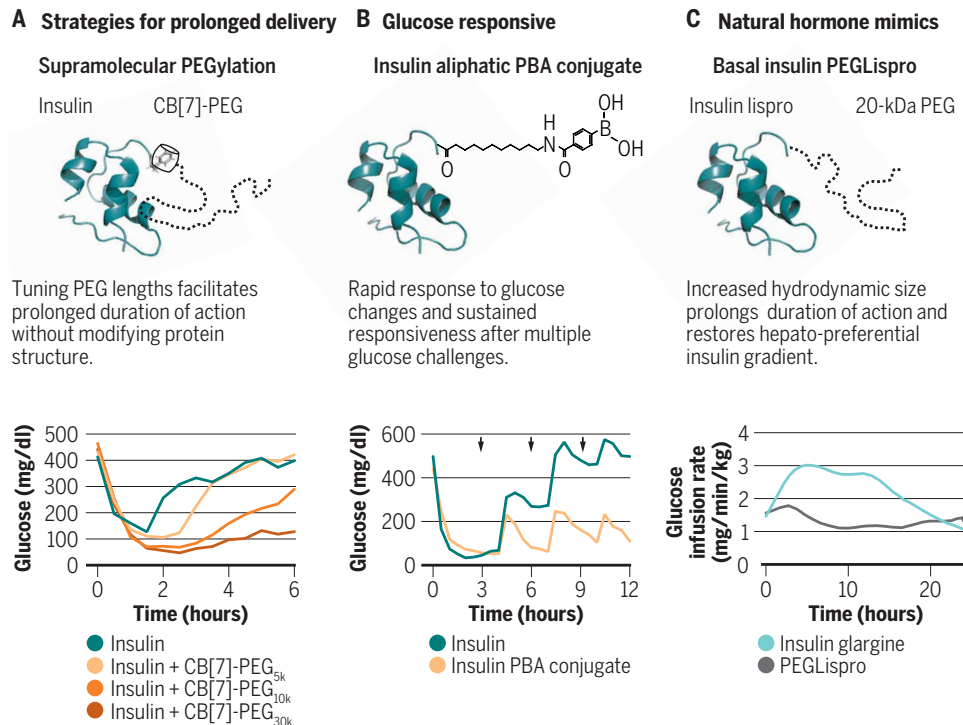 A Strategies for prolonged delivery
Supramolecular PEGylation
Insulin CB[7]-PEG
Tuning PEG lengths facilitates
prolonged duration of action
without modifying protein
structure.
Glucose (mg/dl)
500
400
300
200
100
0
0 2 4 6
Time (hours)
Insulin
Insulin + CB[7]-PEG5k
Insulin + CB[7]-PEG10k
Insulin + CB[7]-PEG30k
B Glucose responsive
Insulin aliphatic PBA conjugate
OH
B
OH
H
N
O
O
Rapid response to glucose
changes and sustained
responsiveness after multiple
glucose challenges.
Glucose (mg/dl)
600
400
200
0
0 3 6 9 12
Time (hours)
Insulin
Insulin PBA conjugate
C Natural hormone mimics
Basal insulin PEGLispro
Insulin lispro 20-kDa PEG
Increased hydrodynamic size
prolongs duration of action and
restores hepato-preferential
insulin gradient.
Glucose
infusion rate
(mg/min/kg)
4
3
2
1
0
0 10 20
Time (hours)
Insulin glargine
PEGLispro